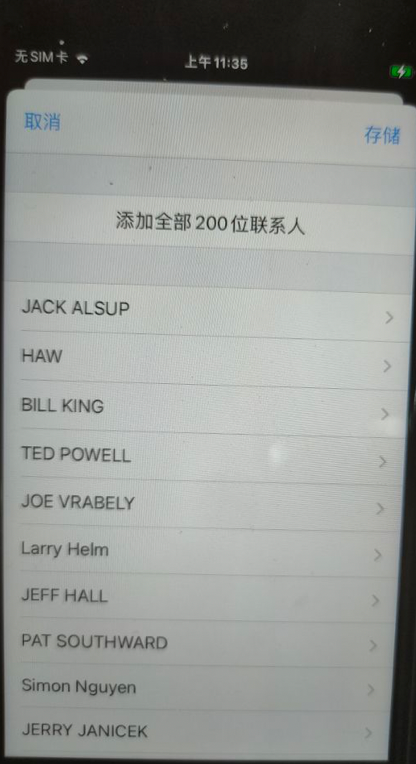 无SIM卡 上午11:35
取消 存储
添加全部200位联系人
JACK ALSUP
HAW
BILL KING
TED POWELL
JOE VRABELY
Larry Helm
JEFF HALL
PAT SOUTHWARD
Simon Nguyen
JERRY JANICEK